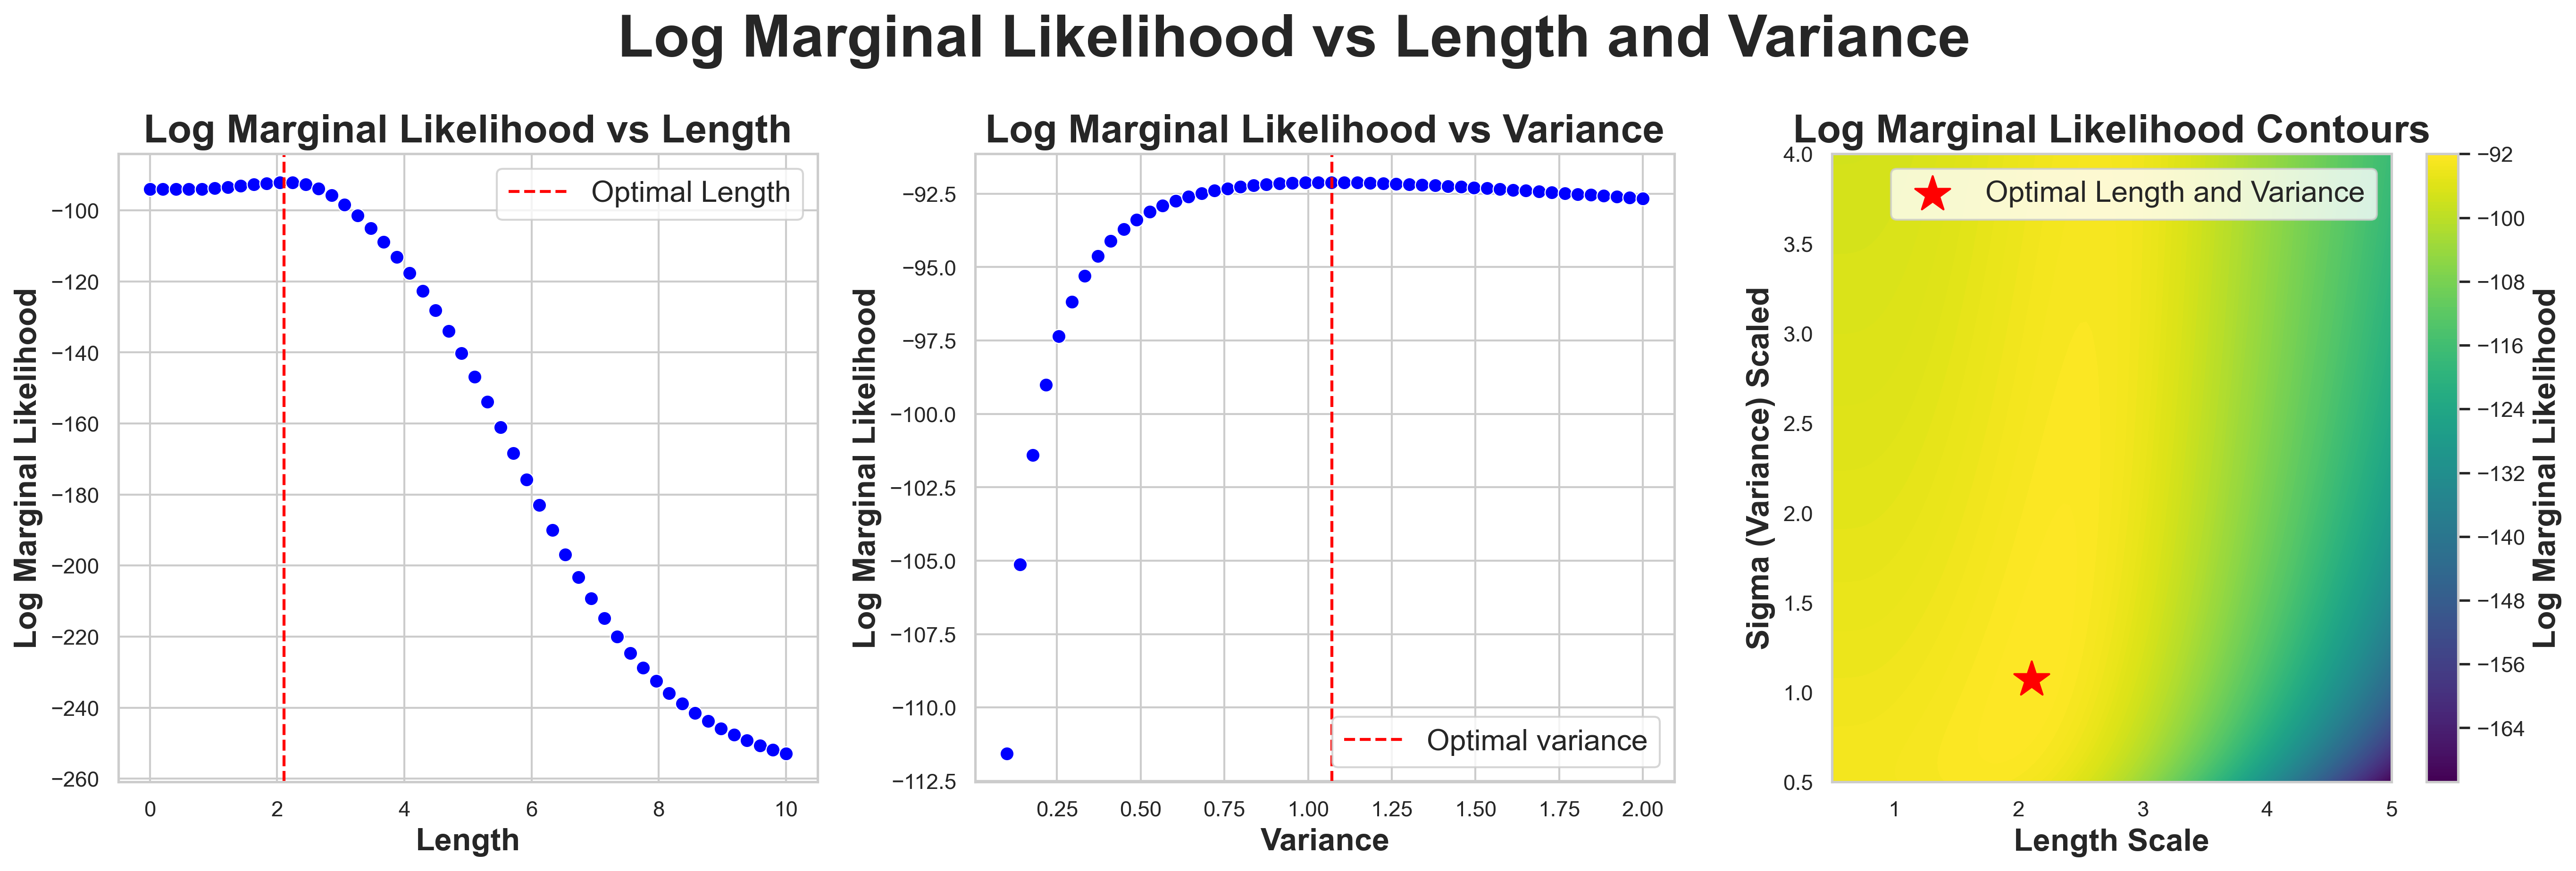 Log Marginal Likelihood vs Length and Variance
Log Marginal Likelihood vs Length
Log Marginal Likelihood
−100
−120
−140
−160
−180
−200
−220
−240
−260
Optimal Length
0 2 4 6 8 10
Length
Log Marginal Likelihood vs Variance
Log Marginal Likelihood
−92.5
−95.0
−97.5
−100.0
−102.5
−105.0
−107.5
−110.0
−112.5
Optimal variance
0.25 0.50 0.75 1.00 1.25 1.50 1.75 2.00
Variance
Log Marginal Likelihood Contours
Sigma (Variance) Scaled
4.0
3.5
3.0
2.5
2.0
1.5
1.0
0.5
Optimal Length and Variance
1 2 3 4 5
Length Scale
−92
−100
−108
−116
−124
−132
−140
−148
−156
−164
Log Marginal Likelihood